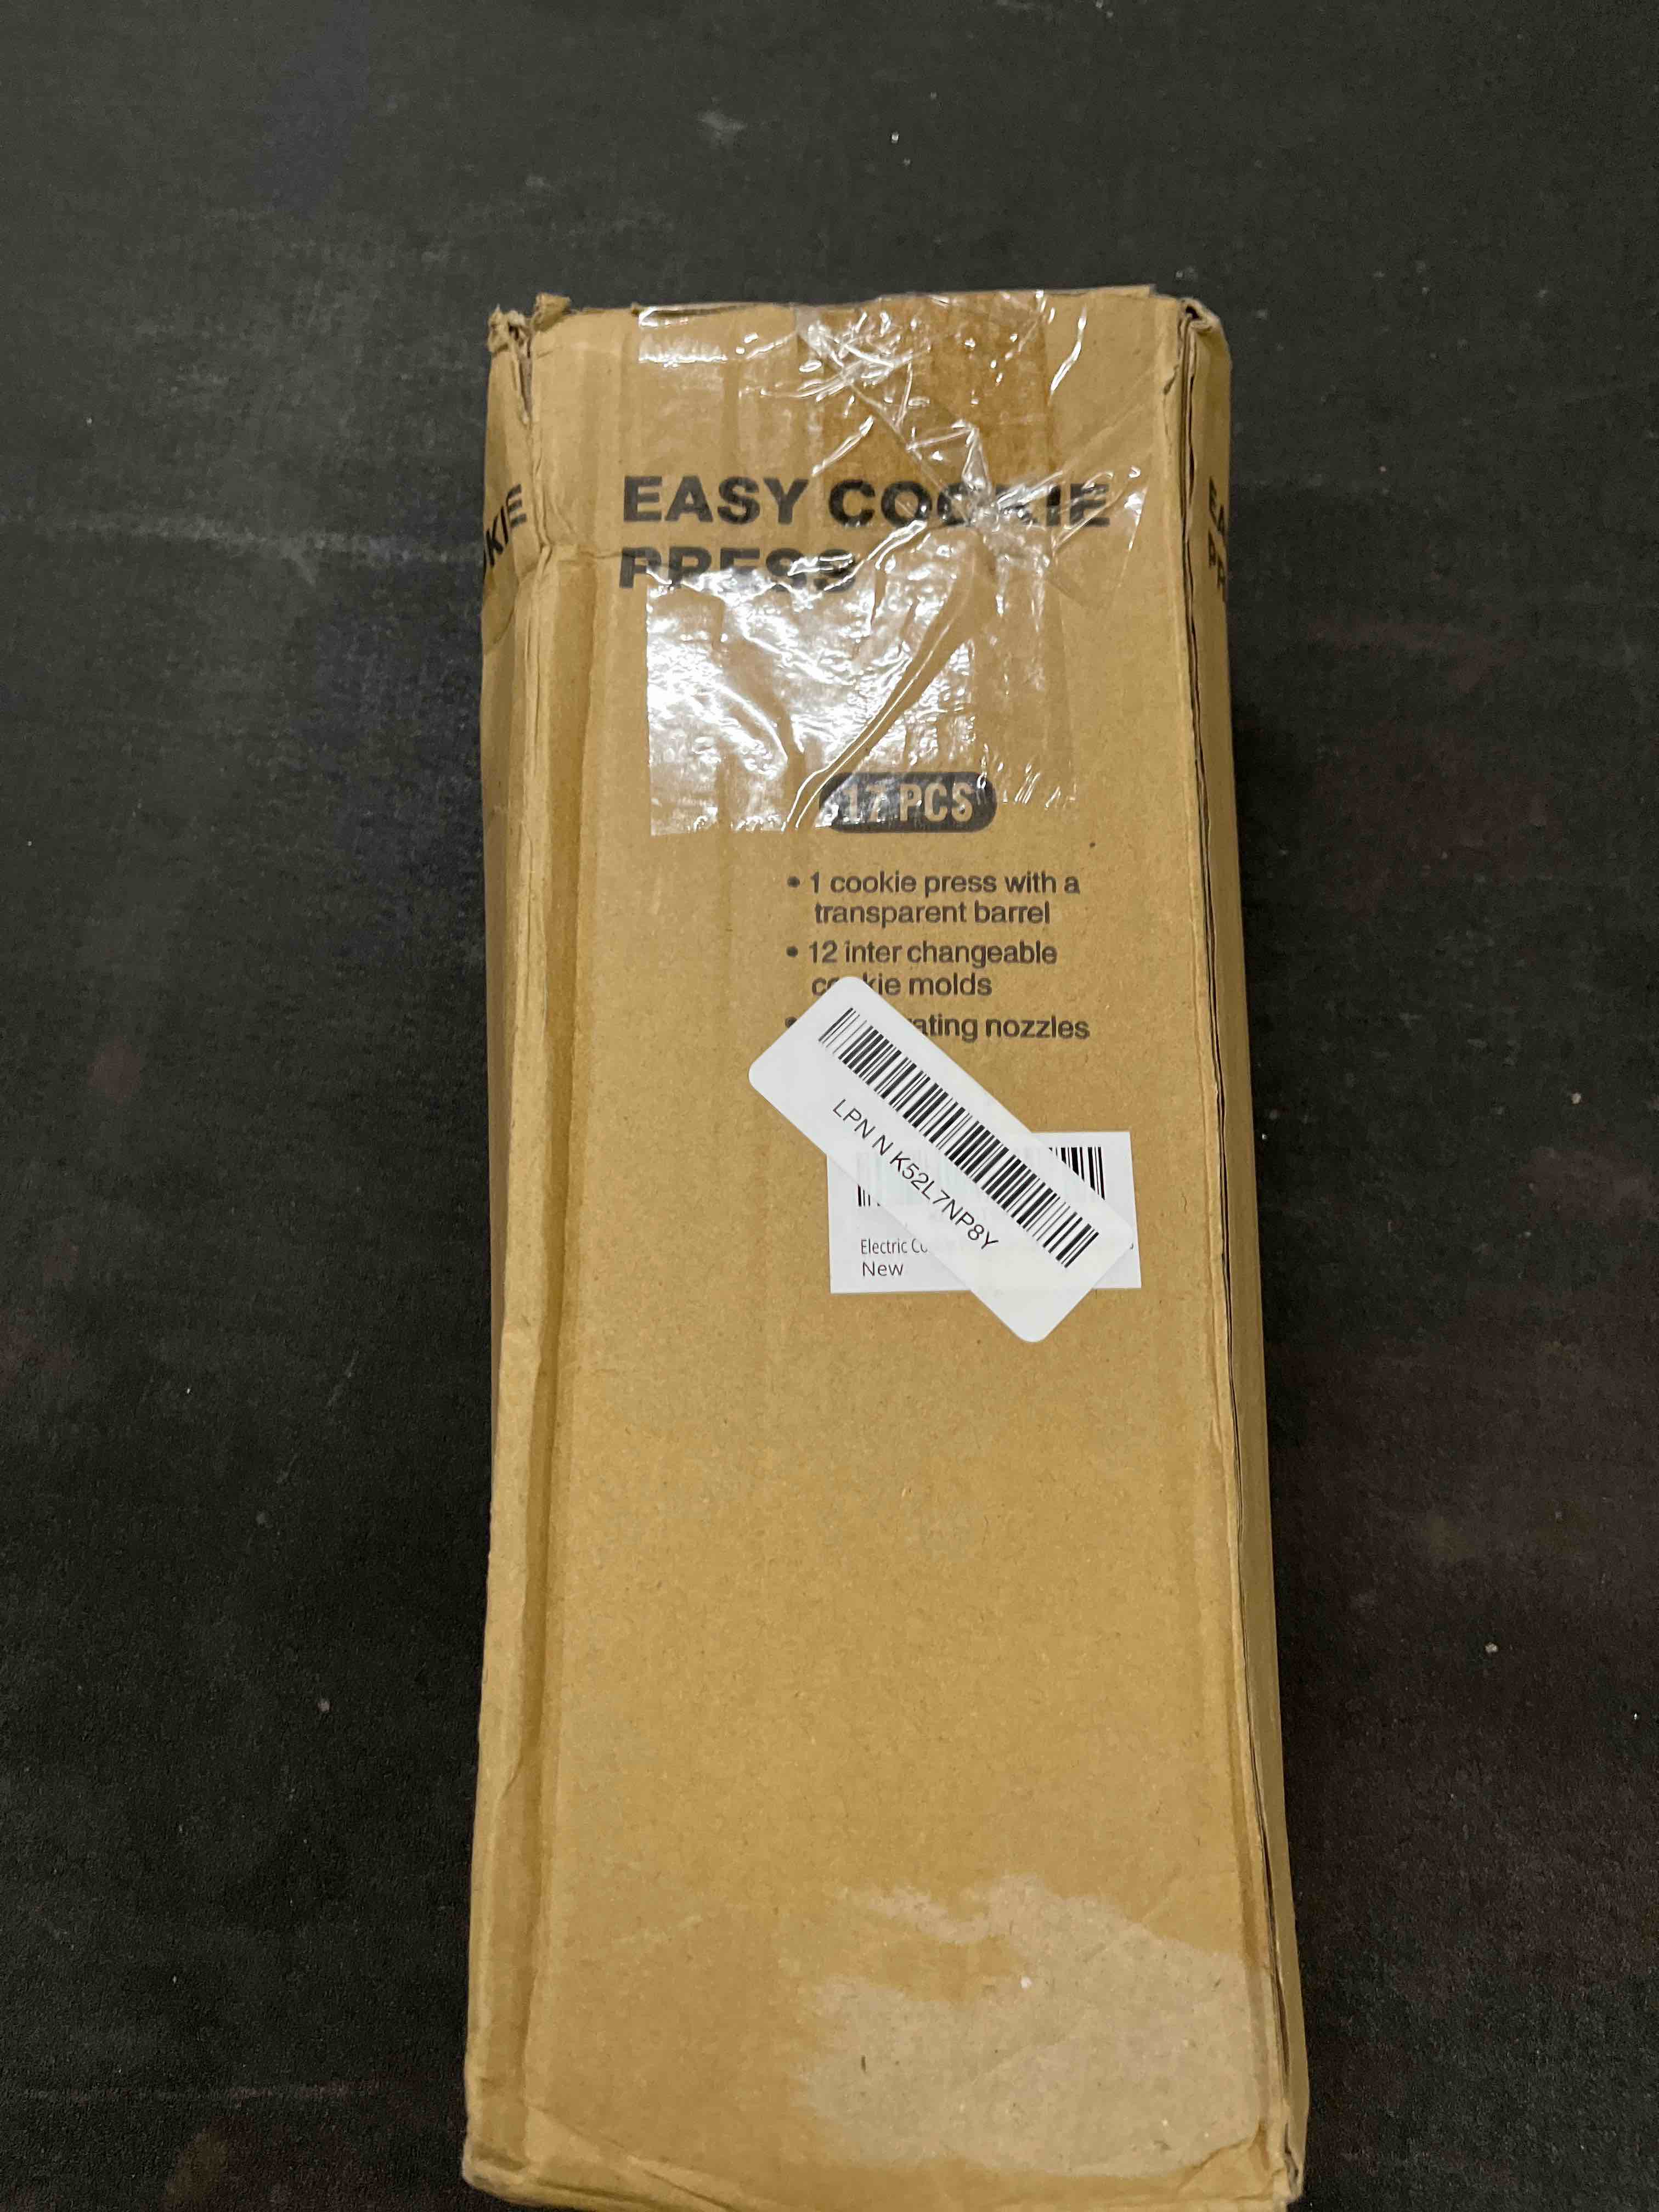 EASY COOKIE
PRESS
17 PCS
• 1 cookie press with a
transparent barrel
• 12 inter changeable
cookie molds
nozzles
LPN N K52L7NP8Y
Electric
New
KIE